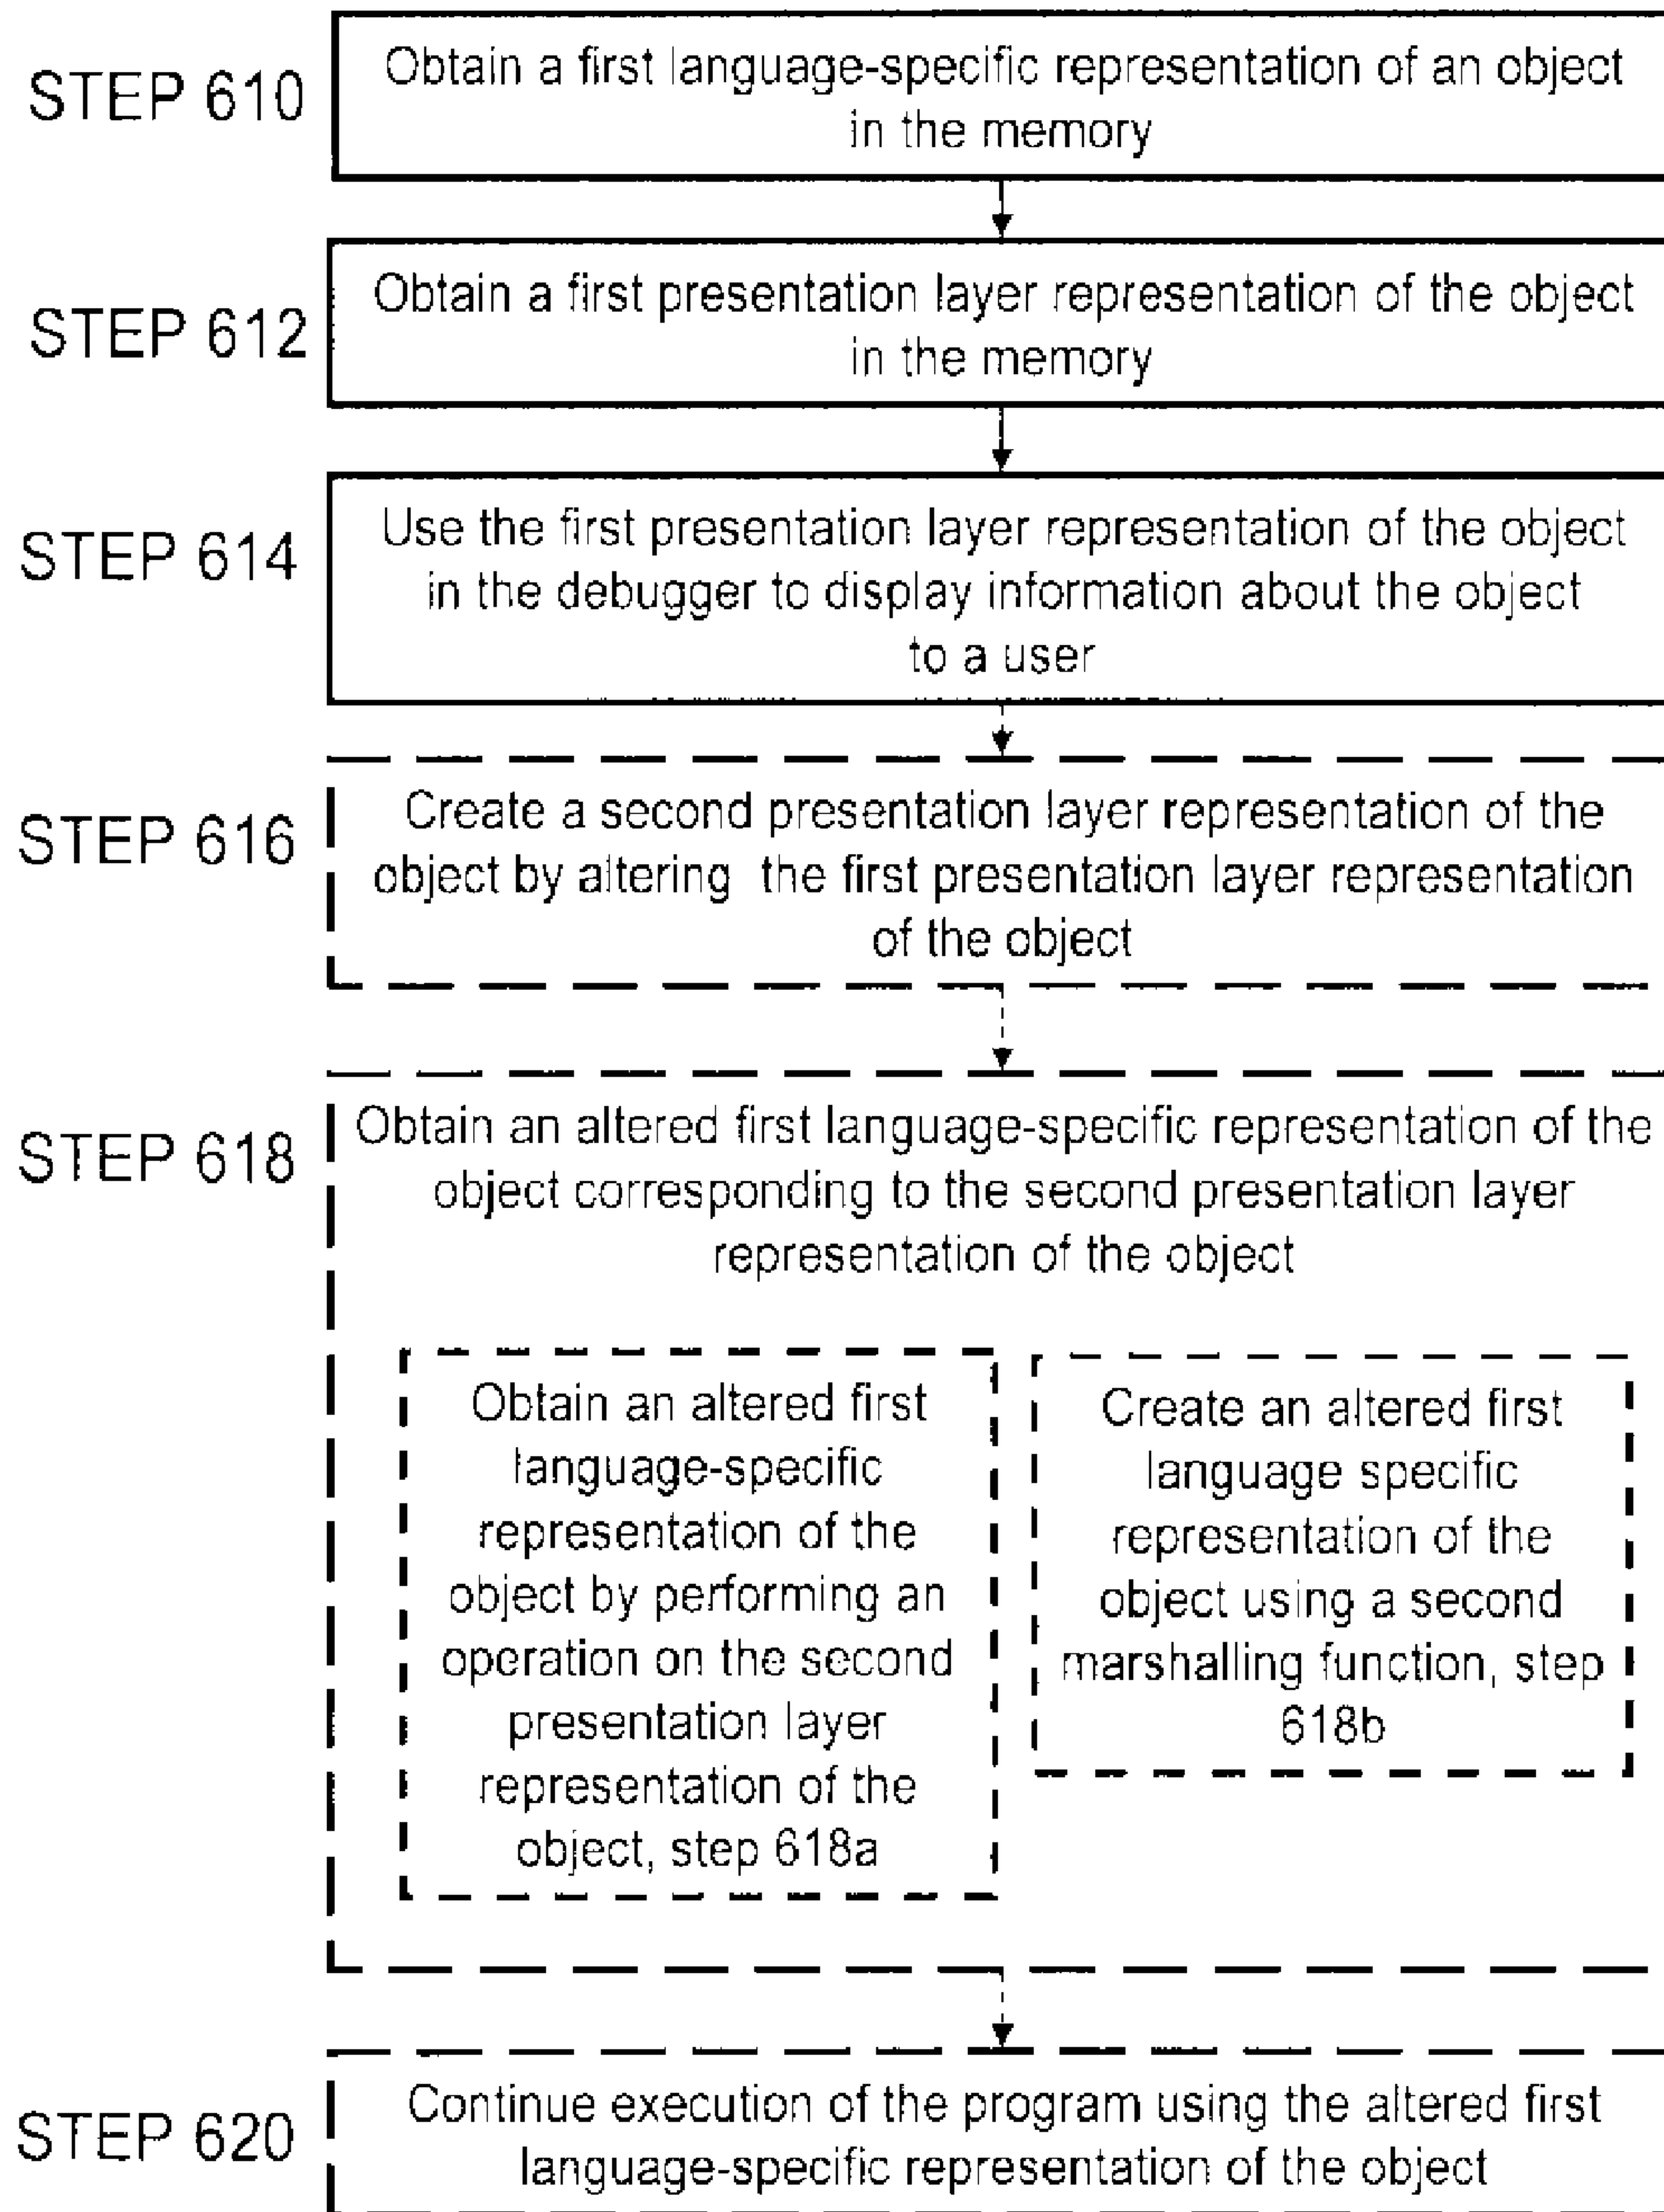 STEP 610
Obtain a first language-specific representation of an object
in the memory
STEP 612
Obtain a first presentation layer representation of the object
in the memory
STEP 614
Use the first presentation layer representation of the object
in the debugger to display information about the object
to a user
STEP 616
Create a second presentation layer representation of the
object by altering the first presentation layer representation
of the object
STEP 618
Obtain an altered first language-specific representation of the
object corresponding to the second presentation layer
representation of the object
Obtain an altered first
language-specific
representation of the
object by performing an
operation on the second
presentation layer
representation of the
object, step 618a
Create an altered first
language specific
representation of the
object using a second
marshalling function, step
618b
STEP 620
Continue execution of the program using the altered first
language-specific representation of the object